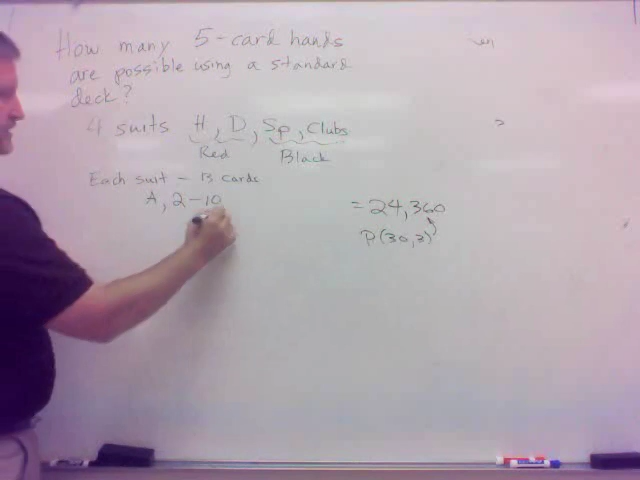 How many 5-card hands
are possible using a standard
deck?
4 suits H, D, Sp, Clubs
Red Black
Each suit - 13 cards
A, 2-10
= 24,360
P(30,3)